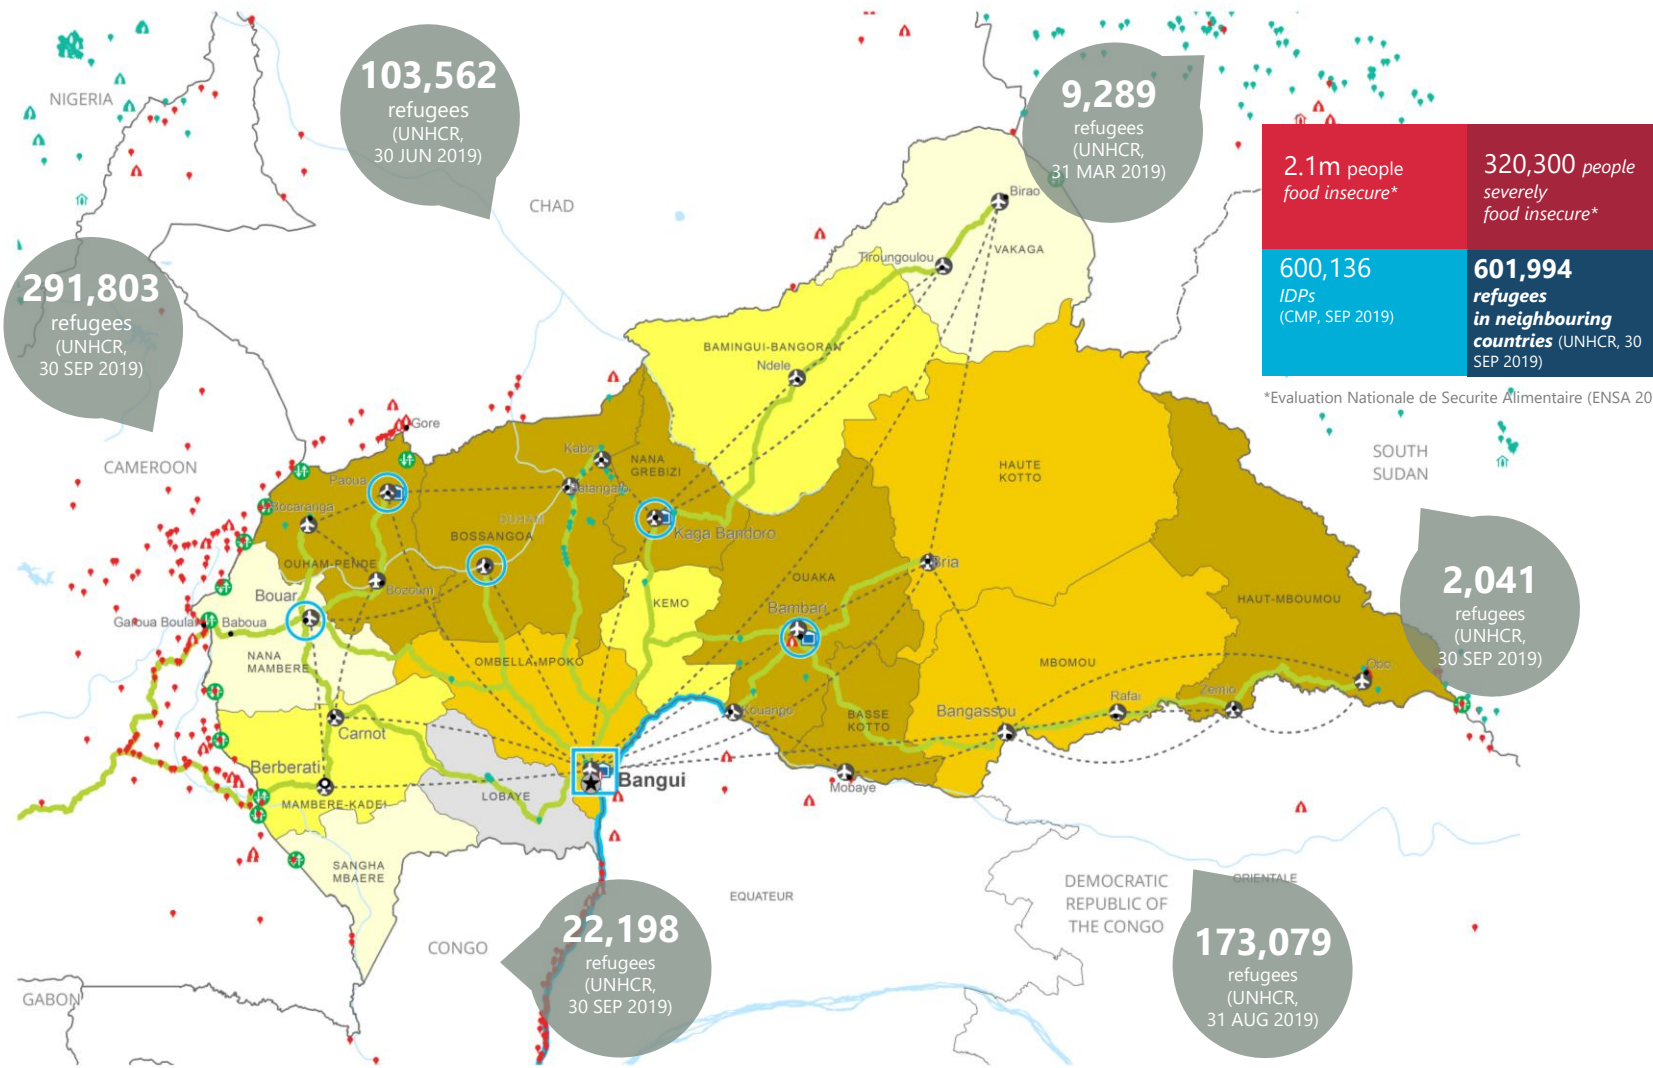 103,562
refugees
(UNHCR,
30 JUN 2019)
9,289
refugees
(UNHCR,
31 MAR 2019)
NIGERIA
2.1m people
food insecure*
320,300 people
severely
food insecure*
600,136
IDPs
(CMP, SEP 2019)
601,994
refugees
in neighbouring
countries (UNHCR, 30
SEP 2019)
*Evaluation Nationale de Securite Alimentaire (ENSA 20
CHAD
Birao
VAKAGA
Tiroungoulou
291,803
refugees
(UNHCR,
30 SEP 2019)
BAMINGUI-BANGORAN
Ndele
Gore
CAMEROON
SOUTH
SUDAN
Kabo
NANA
GREBIZI
HAUTE
KOTTO
Paoua
Batangafo
Bocaranga
OUHAM
BOSSANGOA
Kaga Bandoro
OUHAM-PENDE
Bozoum
Bria
OUAKA
Bouar
KEMO
Bambari
HAUT-MBOUMOU
2,041
refugees
(UNHCR,
30 SEP 2019)
Garoua Boulai
Baboua
NANA
MAMBERE
OMBELLA-MPOKO
MBOMOU
Obo
Zemio
Rafai
Kouango
BASSE
KOTTO
Bangassou
Carnot
Berberati
MAMBERE-KADEI
LOBAYE
Bangui
Mobaye
SANGHA
MBAERE
EQUATEUR
DEMOCRATIC
REPUBLIC OF
THE CONGO
ORIENTALE
CONGO
22,198
refugees
(UNHCR,
30 SEP 2019)
173,079
refugees
(UNHCR,
31 AUG 2019)
GABON